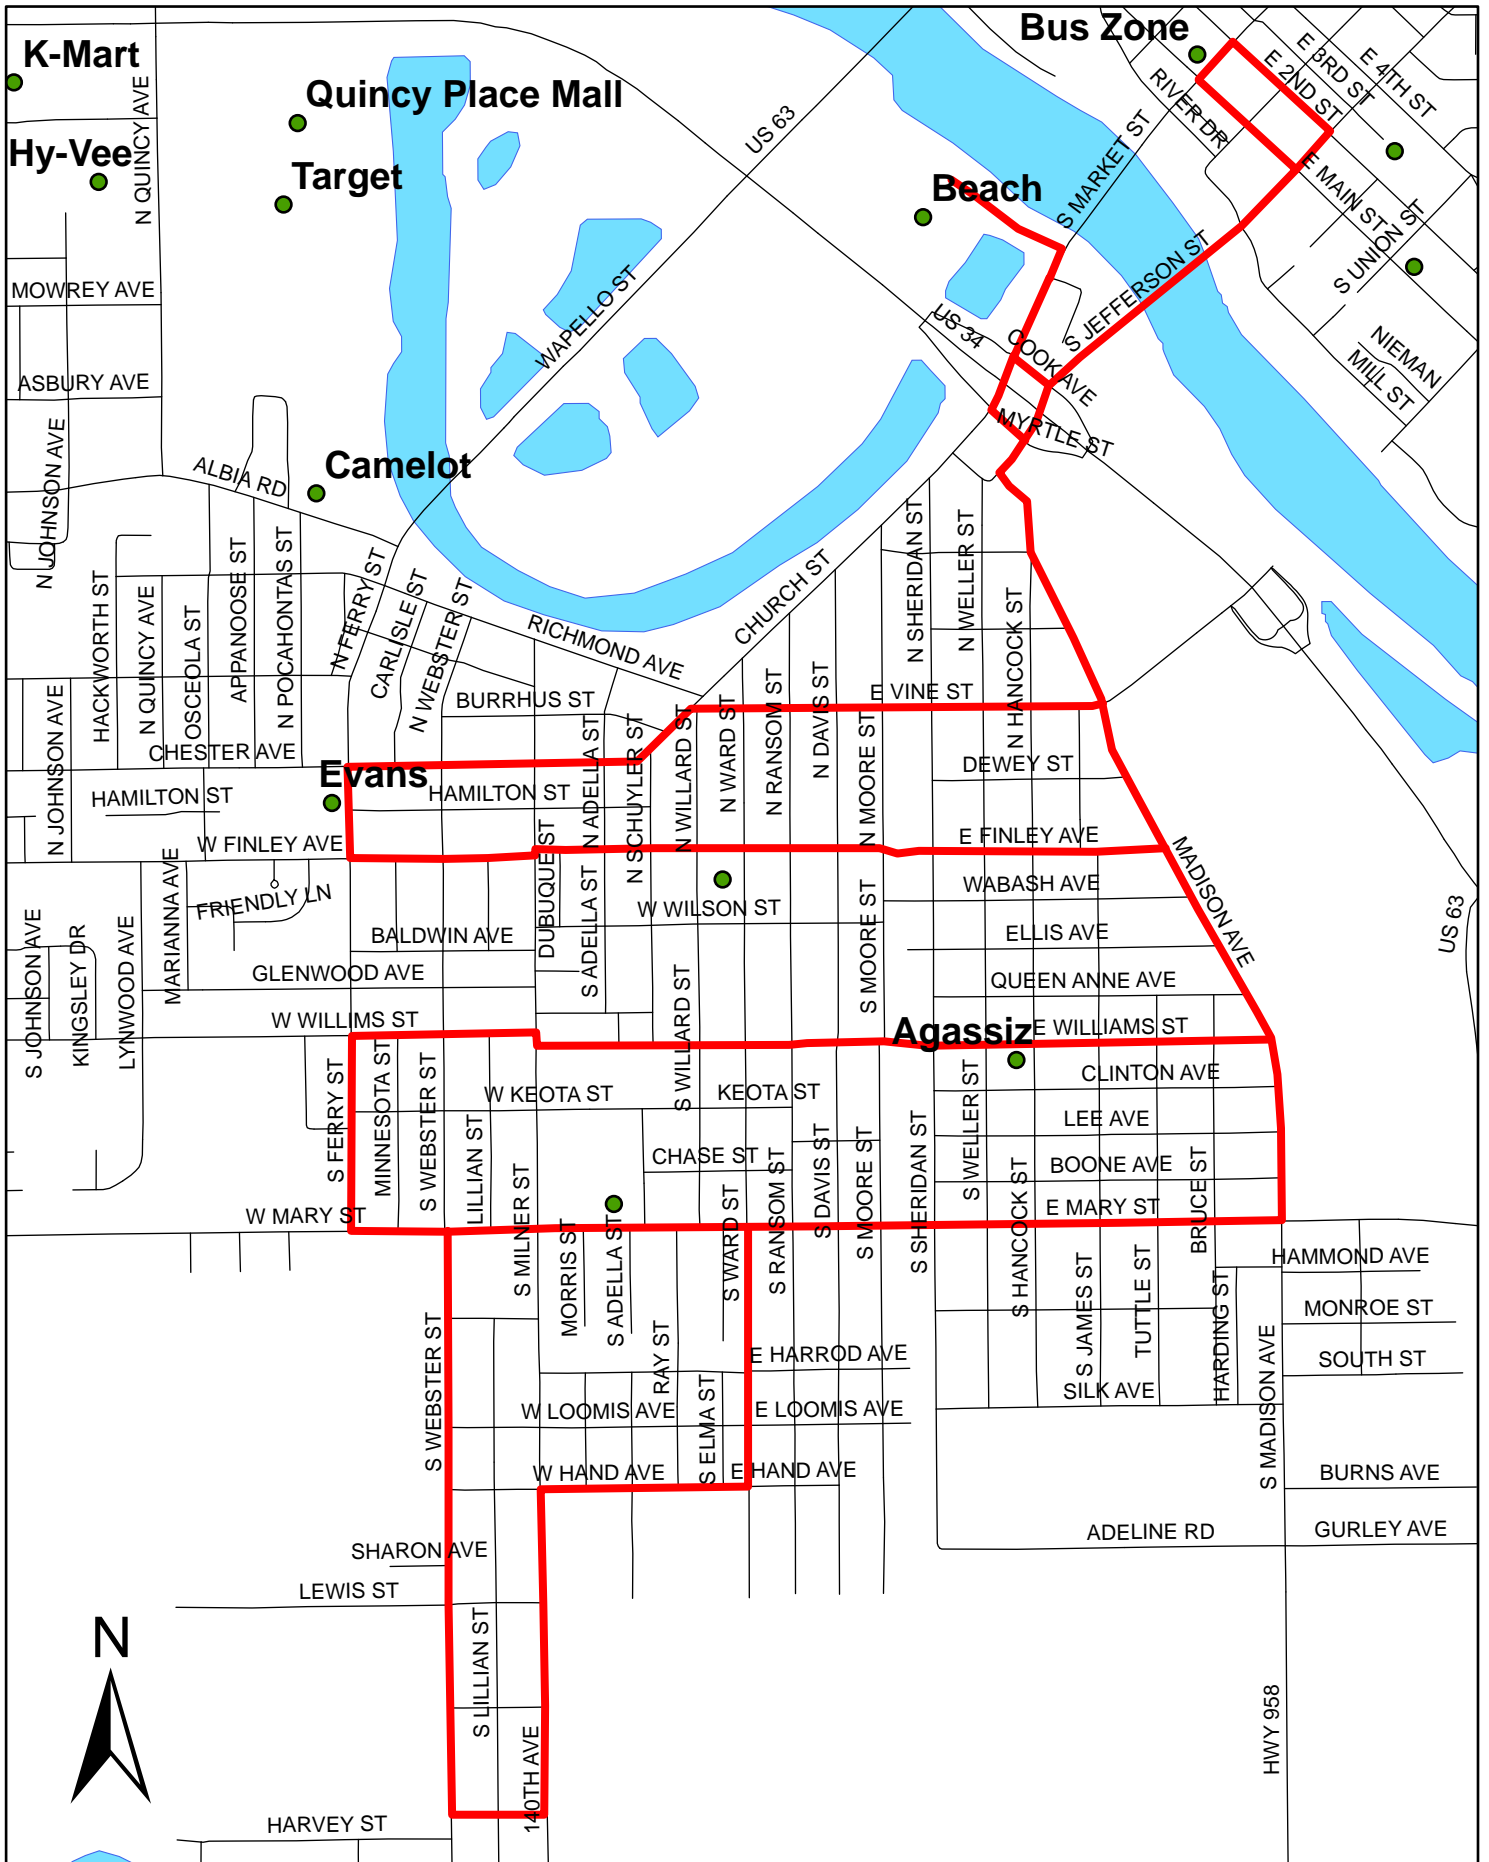 Bus Zone
K-Mart
Quincy Place Mall
Hy-Vee
Target
Beach
Camelot
Evans
Agassiz
N QUINCY AVE
US 63
E 3RD ST
E 4TH ST
E 2ND ST
RIVER DR
S MARKET ST
E MAIN ST
S UNION ST
S JEFFERSON ST
MOWREY AVE
WAPELLO ST
US 34
COOK AVE
NIEMAN
MILL ST
ASBURY AVE
MYRTLE ST
N JOHNSON AVE
ALBIA RD
HACKWORTH ST
N QUINCY AVE
OSCEOLA ST
APPANOOSE ST
N POCAHONTAS ST
N FERRY ST
CARLISLE ST
N WEBSTER ST
RICHMOND AVE
CHURCH ST
N SHERIDAN ST
N WELLER ST
N HANCOCK ST
BURRHUS ST
E VINE ST
N JOHNSON AVE
CHESTER AVE
N ADELLA ST
N SCHUYLER ST
N WILLARD ST
N WARD ST
N RANSOM ST
N DAVIS ST
N MOORE ST
DEWEY ST
HAMILTON ST
HAMILTON ST
W FINLEY AVE
E FINLEY AVE
DUBUQUE ST
MADISON AVE
MARIANNA AVE
FRIENDLY LN
WABASH AVE
W WILSON ST
S ADELLA ST
S MOORE ST
BALDWIN AVE
ELLIS AVE
US 63
S JOHNSON AVE
KINGSLEY DR
LYNWOOD AVE
GLENWOOD AVE
QUEEN ANNE AVE
W WILLIMS ST
E WILLIAMS ST
S WILLARD ST
S FERRY ST
MINNESOTA ST
S WEBSTER ST
LILLIAN ST
W KEOTA ST
KEOTA ST
CLINTON AVE
S WELLER ST
LEE AVE
CHASE ST
BOONE AVE
S MILNER ST
S WARD ST
S RANSOM ST
S DAVIS ST
S MOORE ST
S SHERIDAN ST
S HANCOCK ST
BRUCE ST
W MARY ST
E MARY ST
MORRIS ST
S ADELLA ST
HAMMOND AVE
S JAMES ST
TUTTLE ST
HARDING ST
MONROE ST
S WEBSTER ST
RAY ST
E HARROD AVE
SOUTH ST
S MADISON AVE
SILK AVE
W LOOMIS AVE
E LOOMIS AVE
S ELMA ST
W HAND AVE
E HAND AVE
BURNS AVE
ADELINE RD
GURLEY AVE
SHARON AVE
LEWIS ST
N
S LILLIAN ST
140TH AVE
HWY 958
HARVEY ST